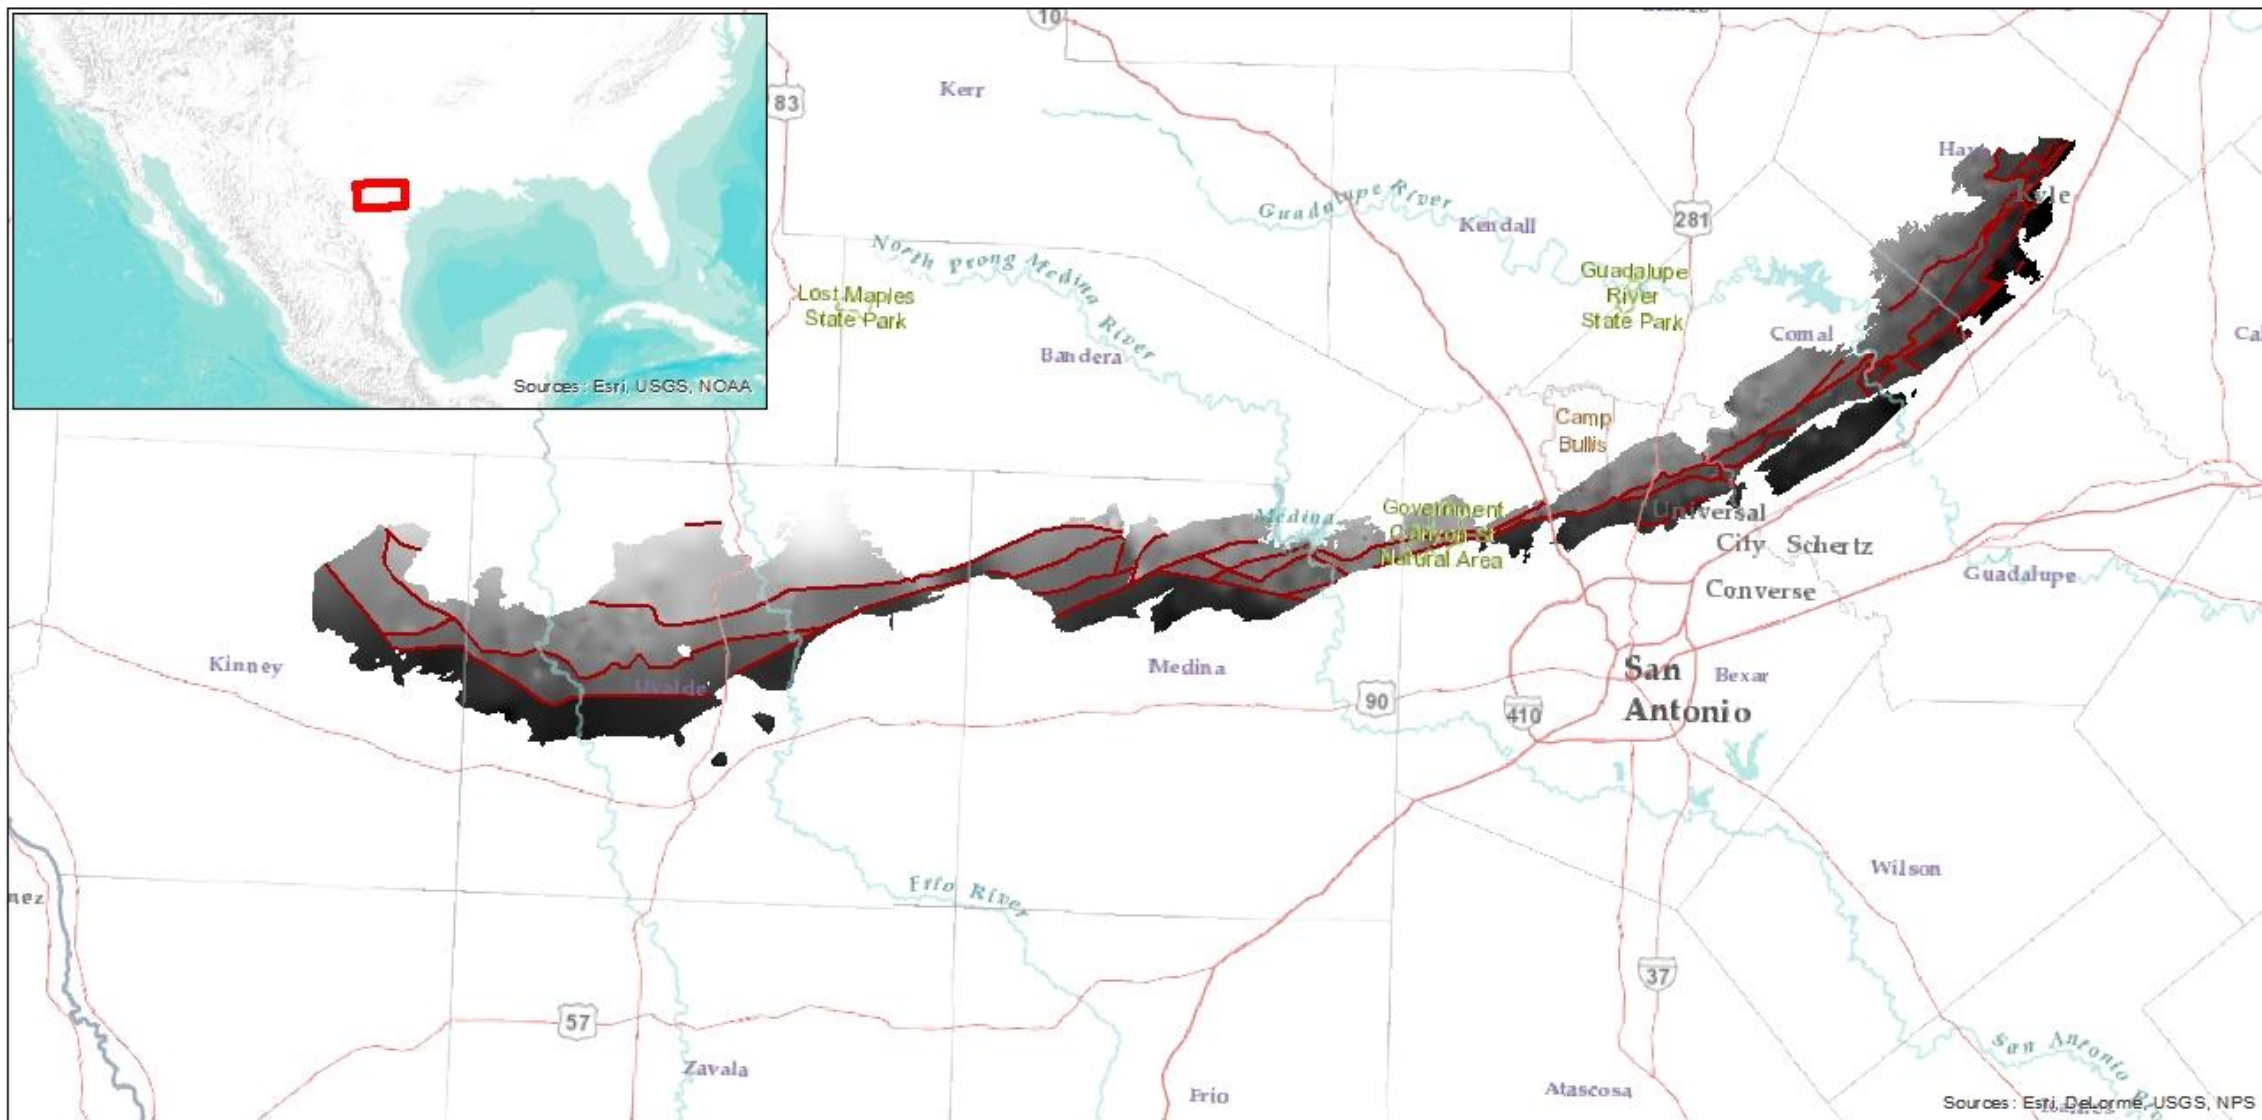 10
83
Kerr
Hays
Kyle
Guadalupe River
Kendall
281
North Prong Medina River
Guadalupe
River
State Park
Lost Maples
State Park
Comal
Bandera
Sources: Esri, USGS, NOAA
Camp
Bullis
Government
Canyon St
Natural Area
Medina
Universal
City
Schertz
Converse
Guadalupe
Kinney
Uvalde
Medina
San
Antonio
Bexar
90
410
Wilson
Frio River
nez
37
57
San Antonio
Zavala
Frio
Atascosa
Sources: Esri, DeLorme, USGS, NPS